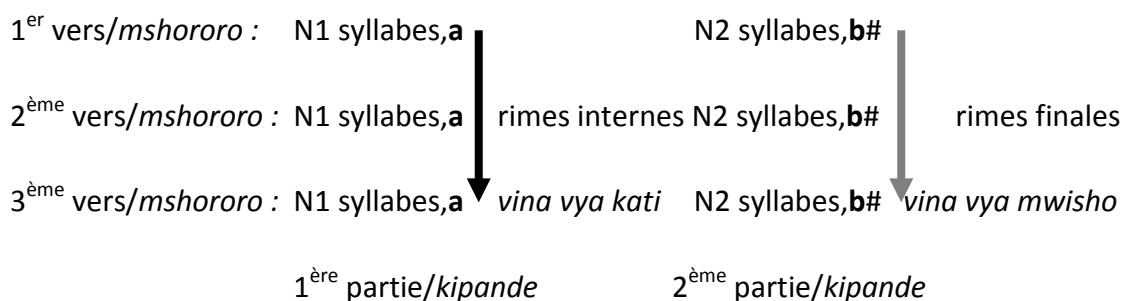 1er vers/mshororo : N1 syllabes,a N2 syllabes,b#
2ème vers/mshororo : N1 syllabes,a rimes internes N2 syllabes,b# rimes finales
3ème vers/mshororo : N1 syllabes,a vina vya kati N2 syllabes,b# vina vya mwisho
1ère partie/kipande 2ème partie/kipande